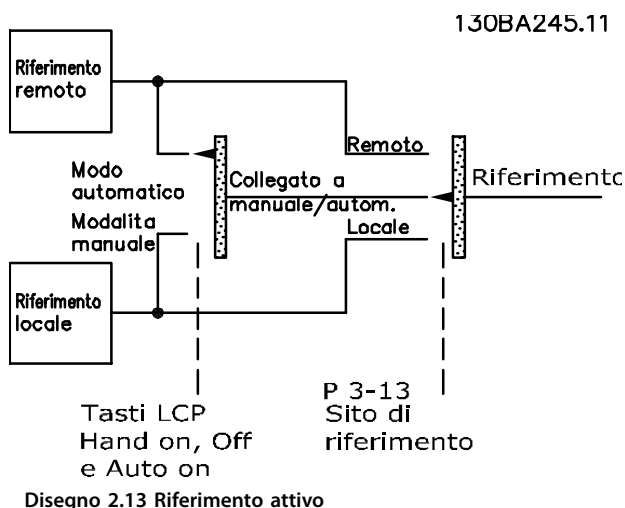 130BA245.11
Riferimento
remoto
Remoto
Riferimento
Modo
automatico
Collegato a
manuale/autom.
Modalita
manuale
Locale
Riferimento
locale
Tasti LCP
Hand on, Off
e Auto on
P 3-13
Sito di
riferimento
Disegno 2.13 Riferimento attivo